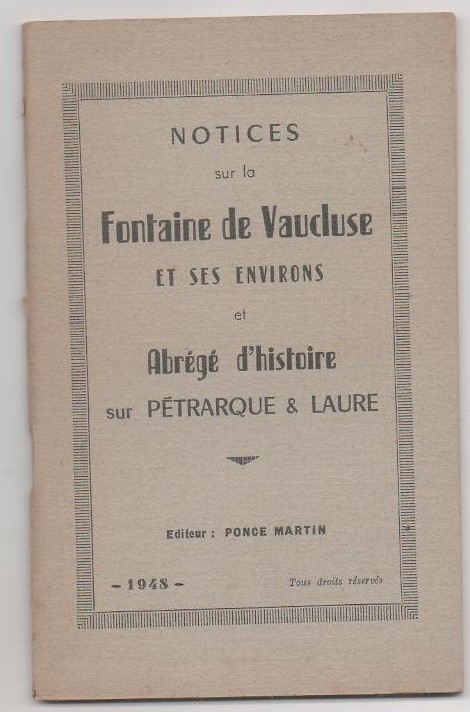 NOTICES
sur la
Fontaine de Vaucluse
ET SES ENVIRONS
et
Abrégé d'histoire
sur PÉTRARQUE & LAURE
Editeur : PONCE MARTIN
- 1948 - Tous droits réservés